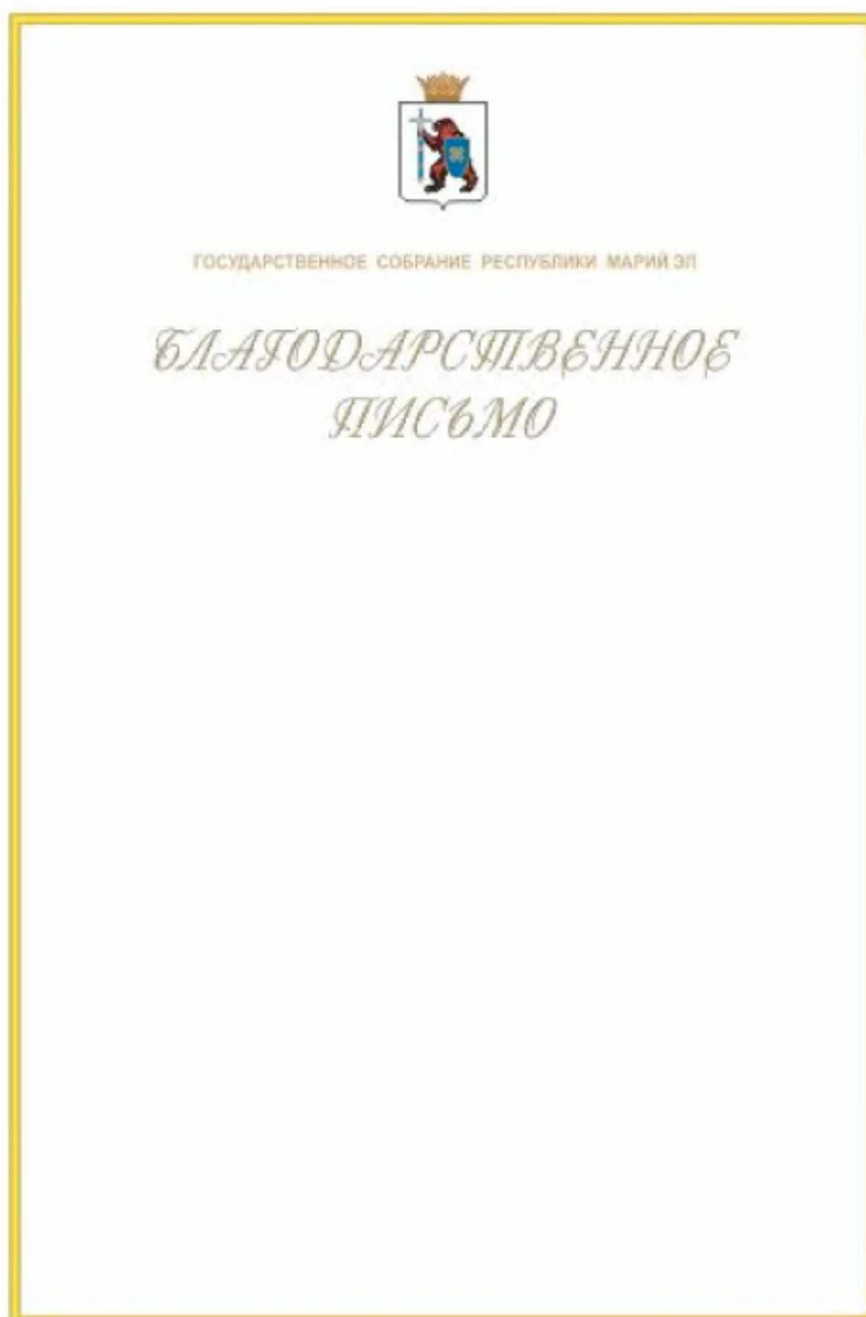 ГОСУДАРСТВЕННОЕ СОБРАНИЕ РЕСПУБЛИКИ МАРИЙ ЭЛ
БЛАГОДАРСТВЕННОЕ
ПИСЬМО